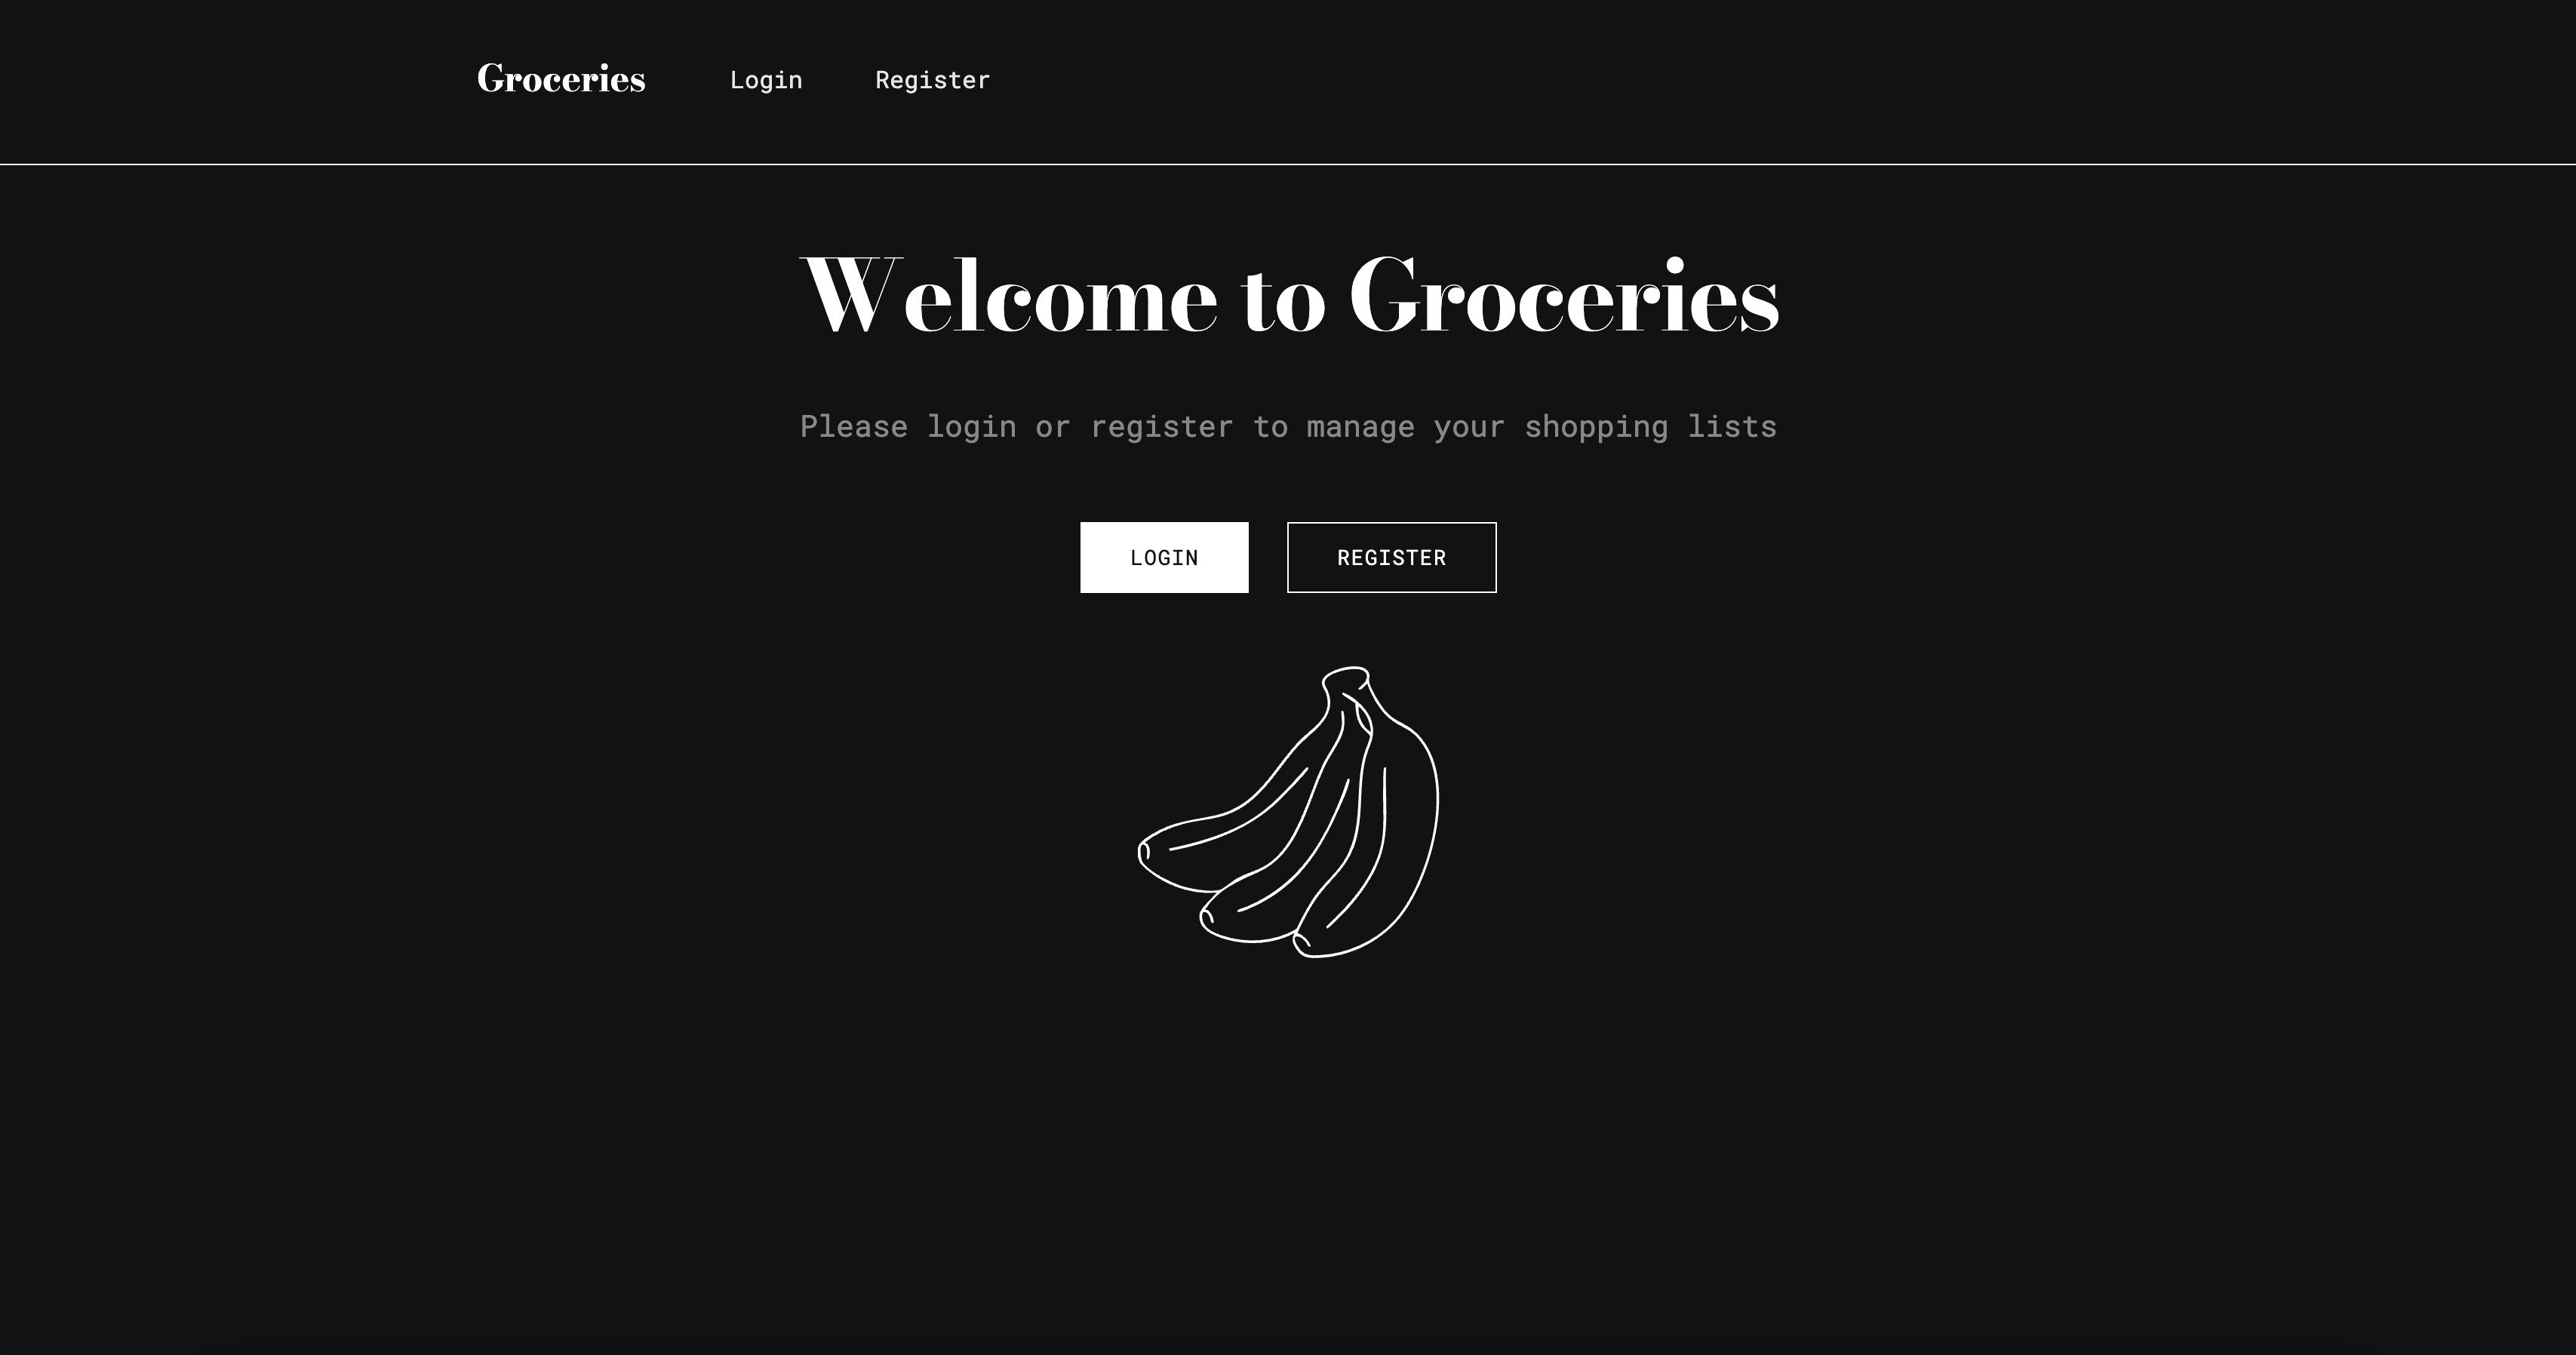 Groceries Login Register
Welcome to Groceries
Please login or register to manage your shopping lists
LOGIN REGISTER